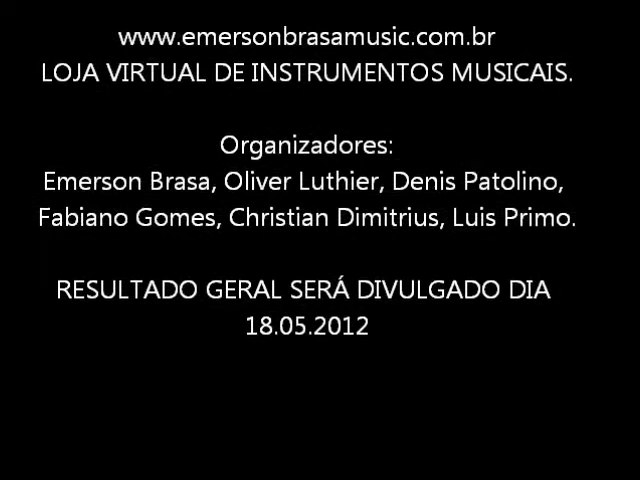 www.emersonbrasamusic.com.br
LOJA VIRTUAL DE INSTRUMENTOS MUSICAIS.
Organizadores:
Emerson Brasa, Oliver Luthier, Denis Patolino,
Fabiano Gomes, Christian Dimitrius, Luis Primo.
RESULTADO GERAL SERÁ DIVULGADO DIA
18.05.2012